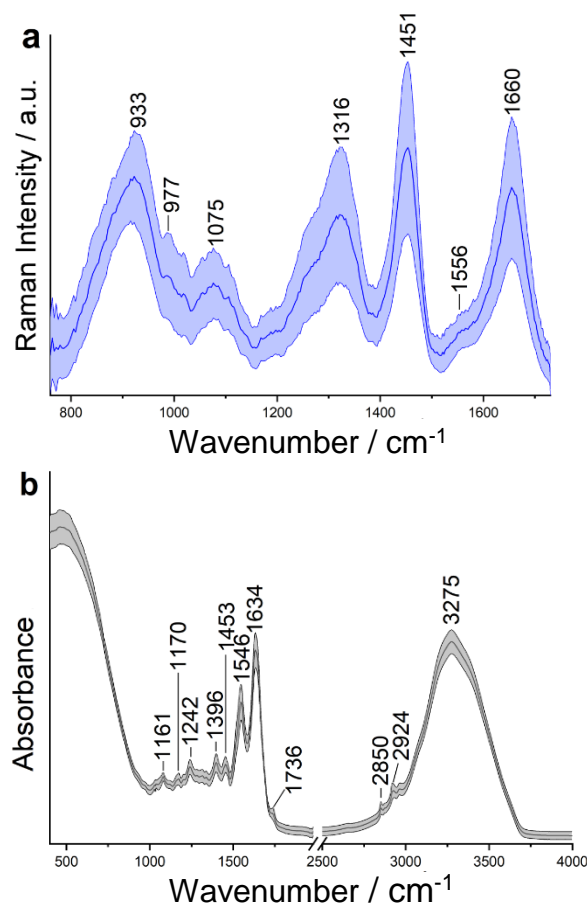 a
Raman Intensity / a.u.
933
977
1075
1316
1451
1556
1660
800 1000 1200 1400 1600
Wavenumber / cm-1
b
Absorbance
1161
1170
1242
1396
1546
1453
1634
1736
2850
2924
3275
500 1000 1500 2500 3000 3500 4000
Wavenumber / cm-1